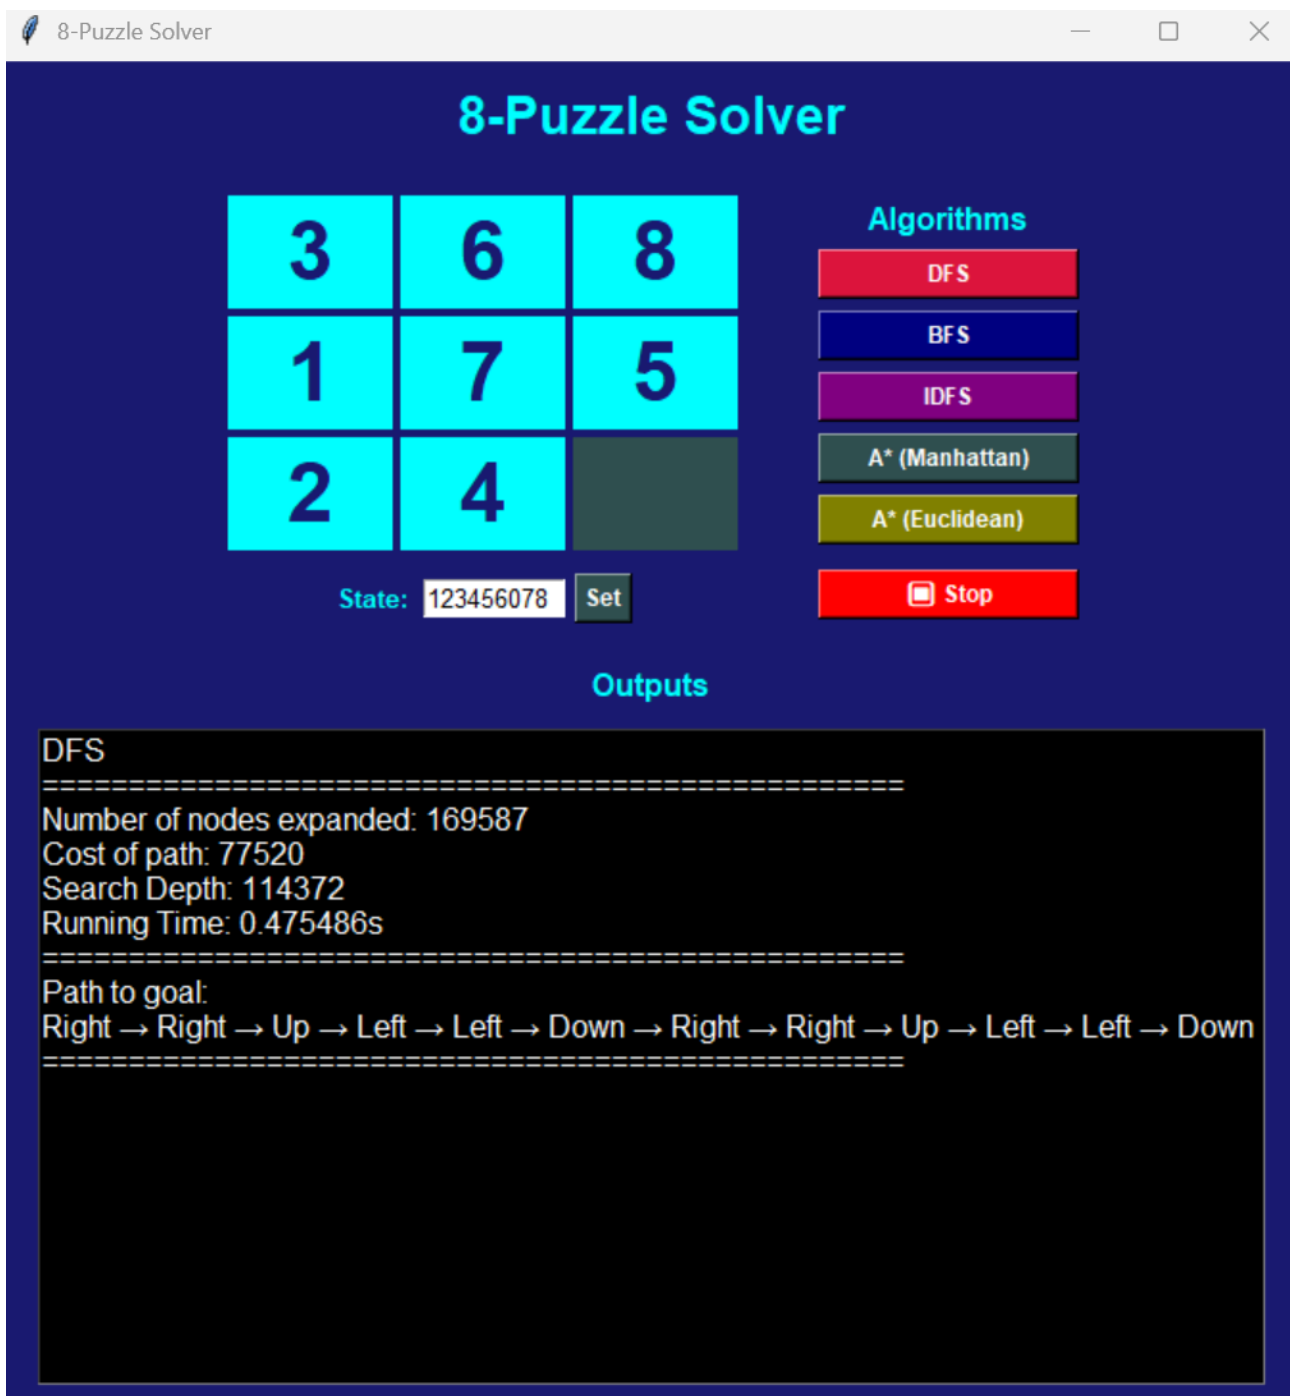 8-Puzzle Solver
8-Puzzle Solver
3 6 8
1 7 5
2 4
Algorithms
DFS
BFS
IDFS
A* (Manhattan)
A* (Euclidean)
Stop
State: 123456078 Set
Outputs
DFS
==================================================
Number of nodes expanded: 169587
Cost of path: 77520
Search Depth: 114372
Running Time: 0.475486s
==================================================
Path to goal:
Right → Right → Up → Left → Left → Down → Right → Right → Up → Left → Left → Down
==================================================